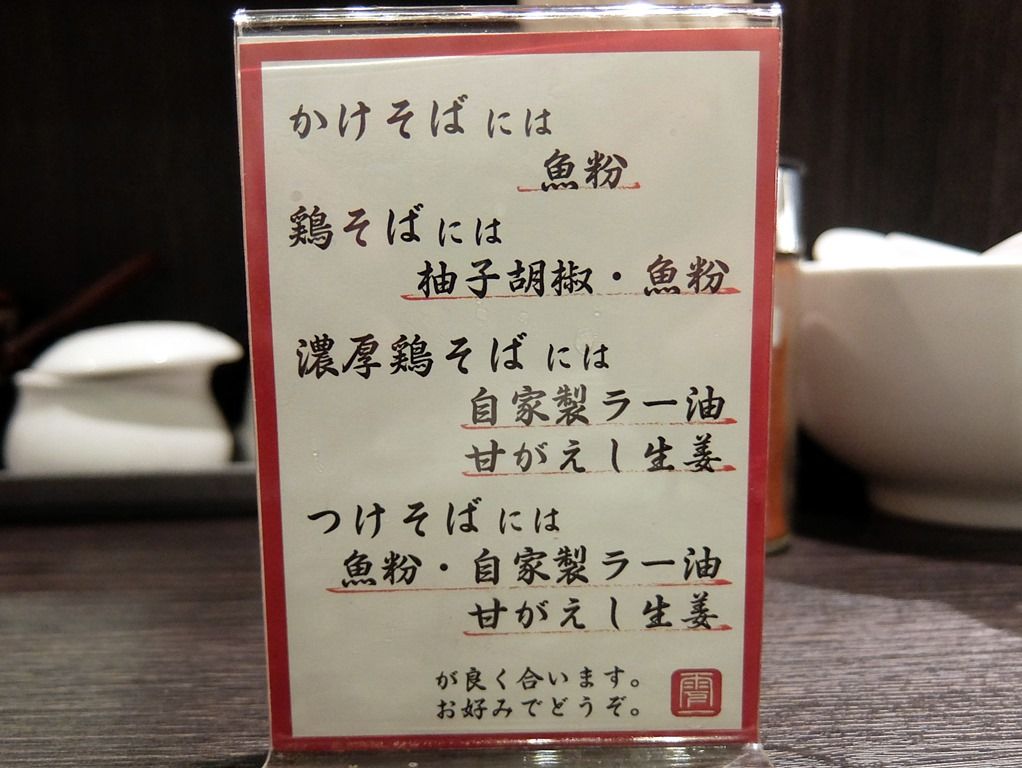 かけそばには
魚粉
鶏そばには
柚子胡椒・魚粉
濃厚鶏そばには
自家製ラー油
甘がえし生姜
つけそばには
魚粉・自家製ラー油
甘がえし生姜
が良く合います。
お好みでどうぞ。